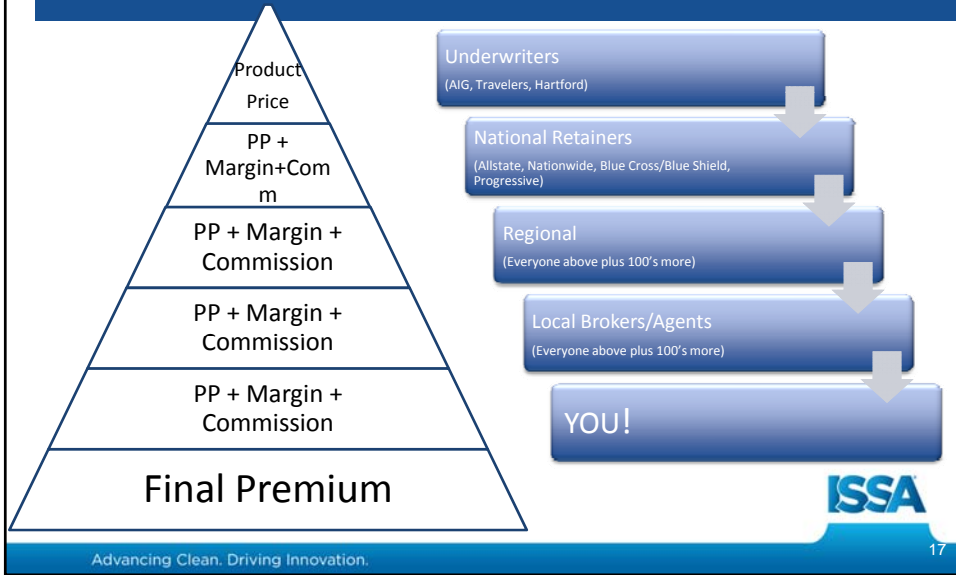 Product
Price
PP +
Margin+Com
m
PP + Margin +
Commission
PP + Margin +
Commission
PP + Margin +
Commission
Final Premium
Underwriters
(AIG, Travelers, Hartford)
National Retainers
(Allstate, Nationwide, Blue Cross/Blue Shield,
Progressive)
Regional
(Everyone above plus 100's more)
Local Brokers/Agents
(Everyone above plus 100's more)
YOU!
ISSA
Advancing Clean. Driving Innovation.
17